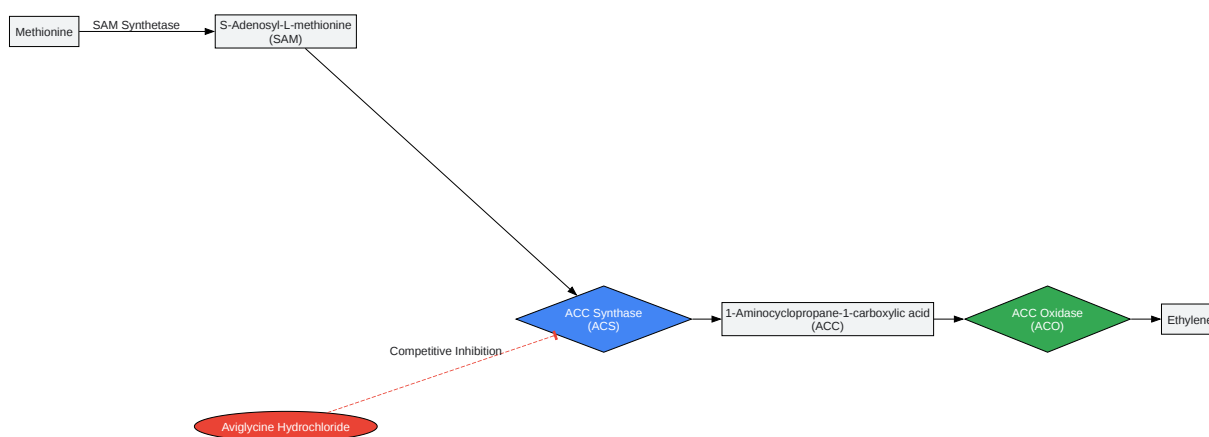 Methionine
SAM Synthetase
S-Adenosyl-L-methionine
(SAM)
ACC Synthase
(ACS)
1-Aminocyclopropane-1-carboxylic acid
(ACC)
ACC Oxidase
(ACO)
Ethylene
Competitive Inhibition
Aviglycine Hydrochloride